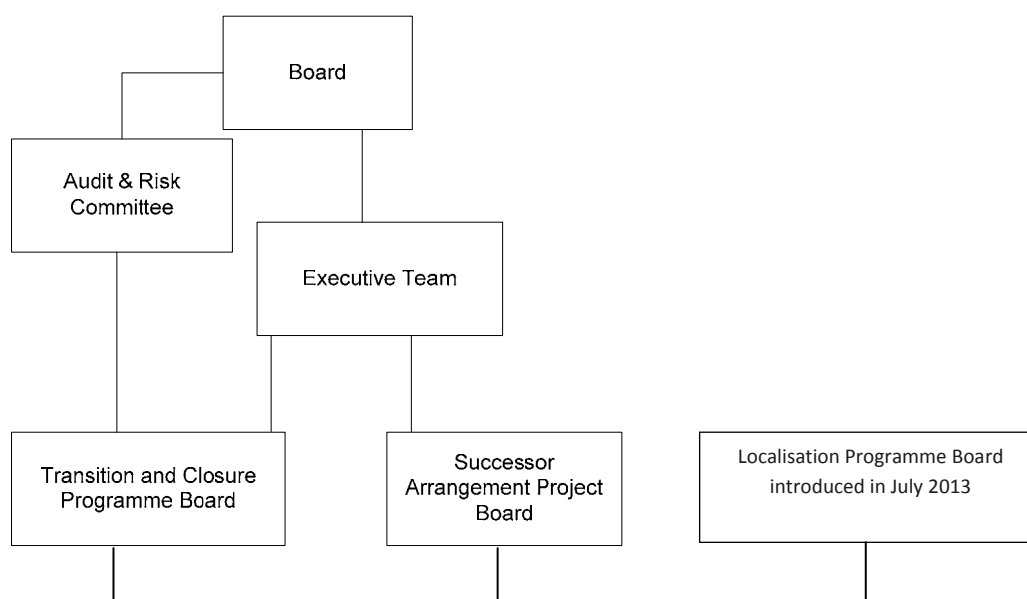 Board
Audit & Risk
Committee
Executive Team
Transition and Closure
Programme Board
Successor
Arrangement Project
Board
Localisation Programme Board
introduced in July 2013